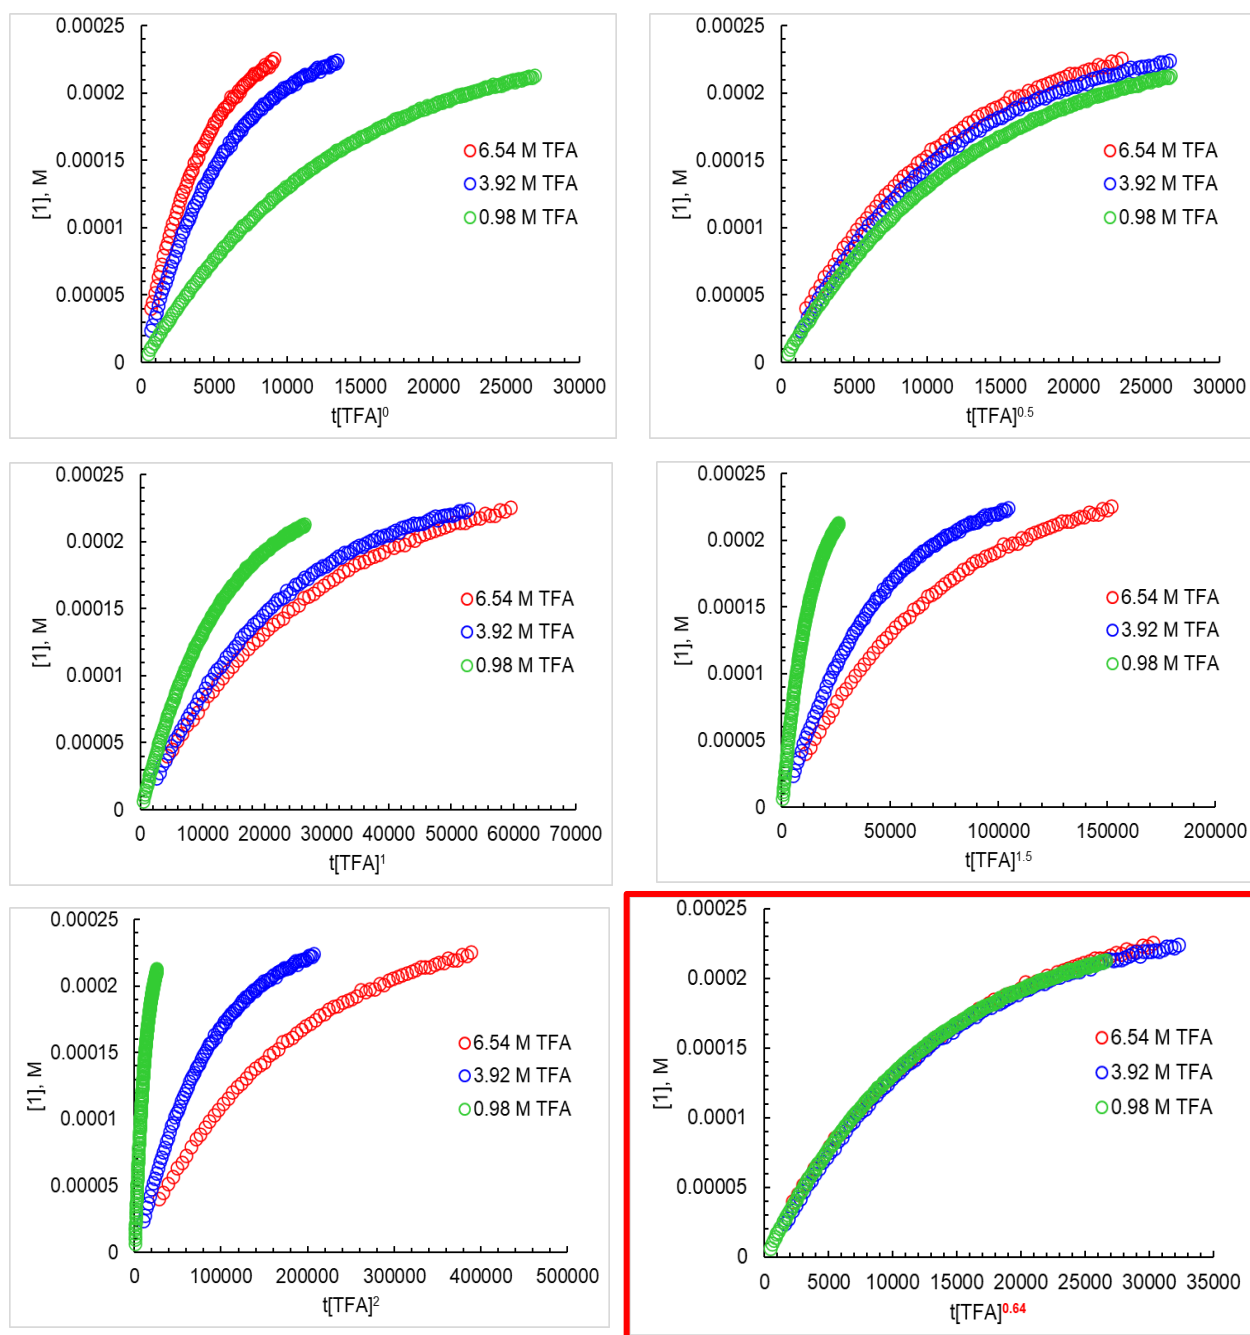 0.00025
0.0002
0.00015
0.0001
0.00005
0
[1], M
6.54 M TFA
3.92 M TFA
0.98 M TFA
0 5000 10000 15000 20000 25000 30000
t[TFA]⁰
0.00025
0.0002
0.00015
0.0001
0.00005
0
[1], M
6.54 M TFA
3.92 M TFA
0.98 M TFA
0 5000 10000 15000 20000 25000 30000
t[TFA]⁰·⁵
0.00025
0.0002
0.00015
0.0001
0.00005
0
[1], M
6.54 M TFA
3.92 M TFA
0.98 M TFA
0 10000 20000 30000 40000 50000 60000 70000
t[TFA]¹
0.00025
0.0002
0.00015
0.0001
0.00005
0
[1], M
6.54 M TFA
3.92 M TFA
0.98 M TFA
0 50000 100000 150000 200000
t[TFA]¹·⁵
0.00025
0.0002
0.00015
0.0001
0.00005
0
[1], M
6.54 M TFA
3.92 M TFA
0.98 M TFA
0 100000 200000 300000 400000 500000
t[TFA]²
0.00025
0.0002
0.00015
0.0001
0.00005
0
[1], M
6.54 M TFA
3.92 M TFA
0.98 M TFA
0 5000 10000 15000 20000 25000 30000 35000
t[TFA]⁰·⁶⁴